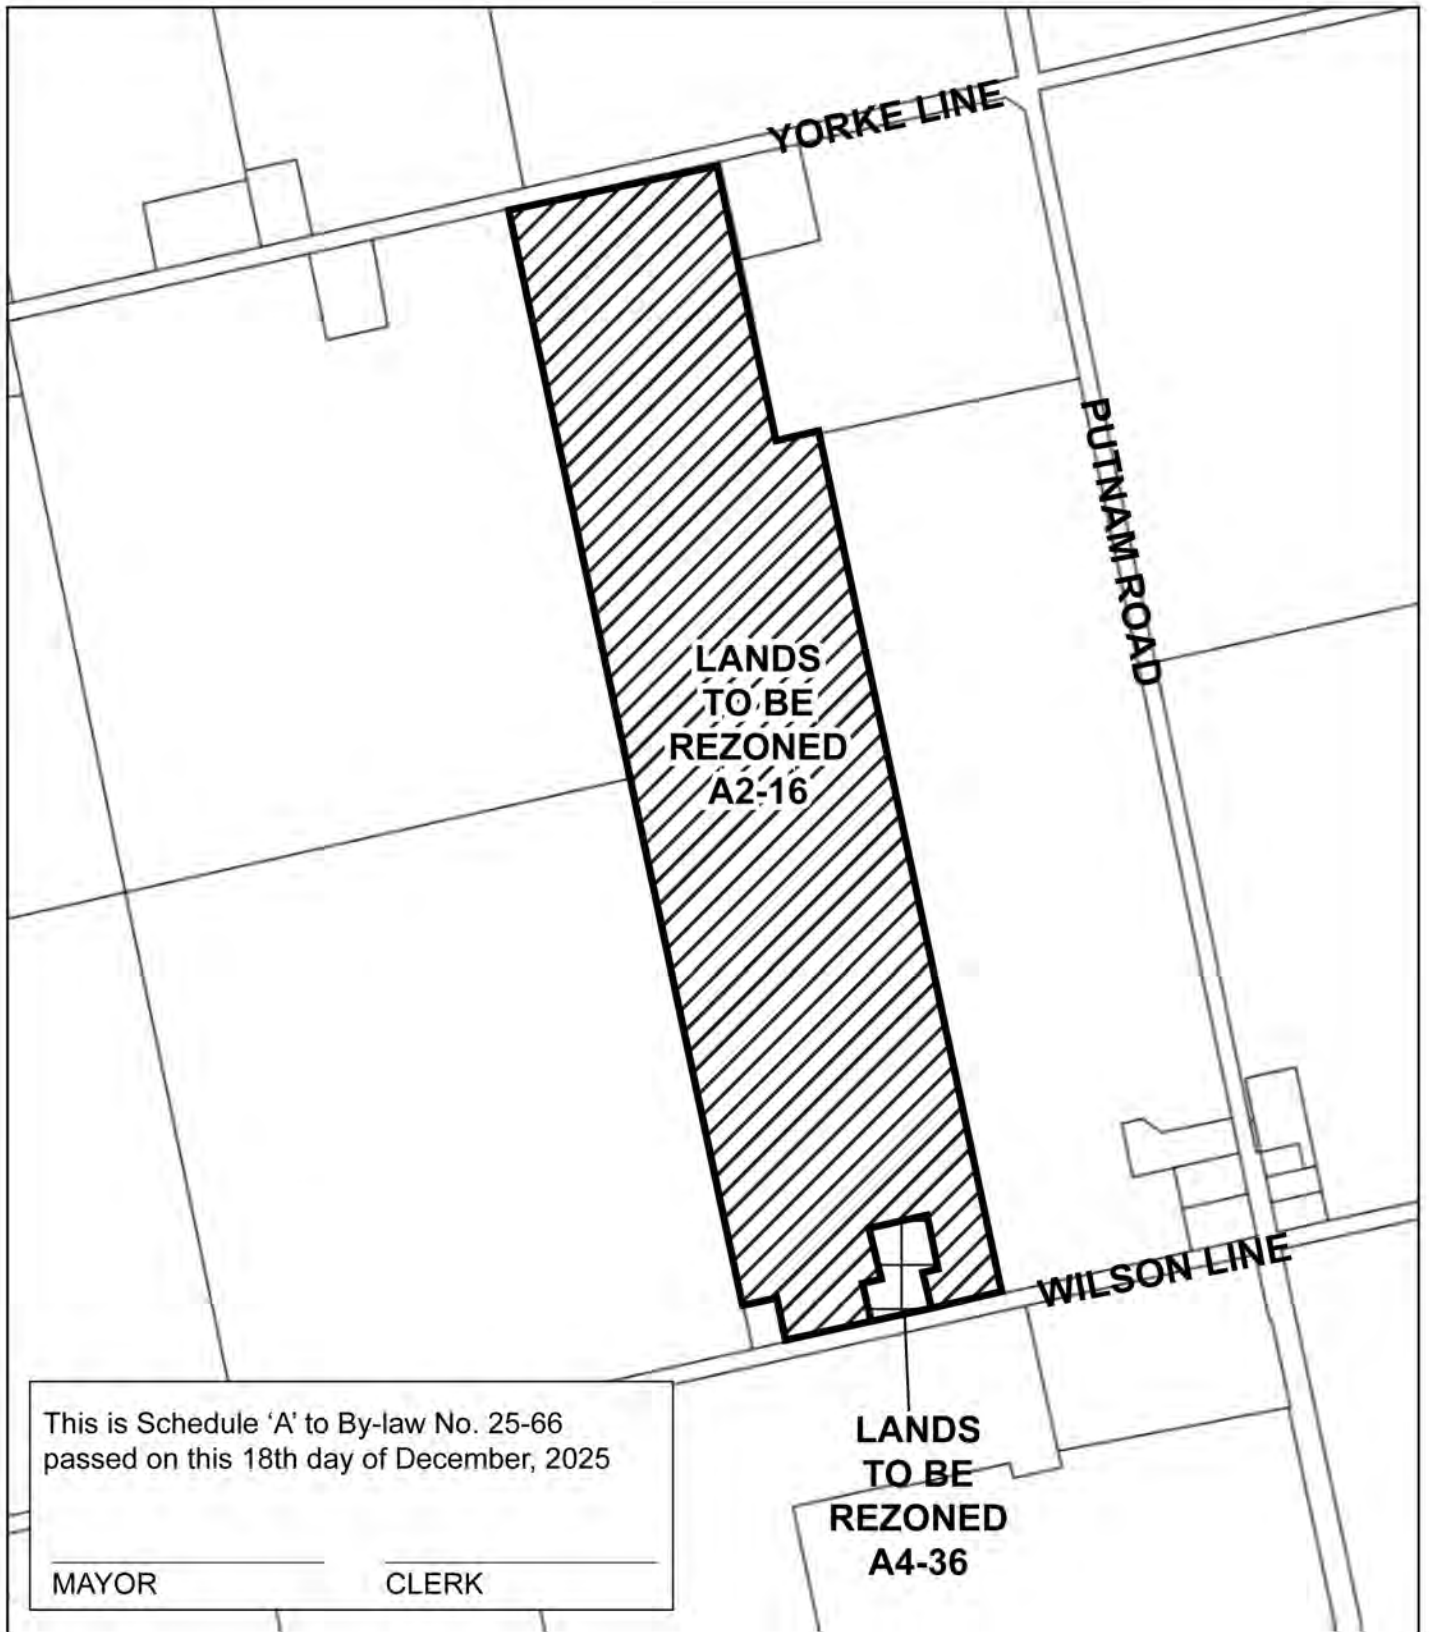 YORKE LINE
PUTNAM ROAD
LANDS
TO BE
REZONED
A2-16
WILSON LINE
This is Schedule ‘A’ to By-law No. 25-66
passed on this 18th day of December, 2025
MAYOR
CLERK
LANDS
TO BE
REZONED
A4-36